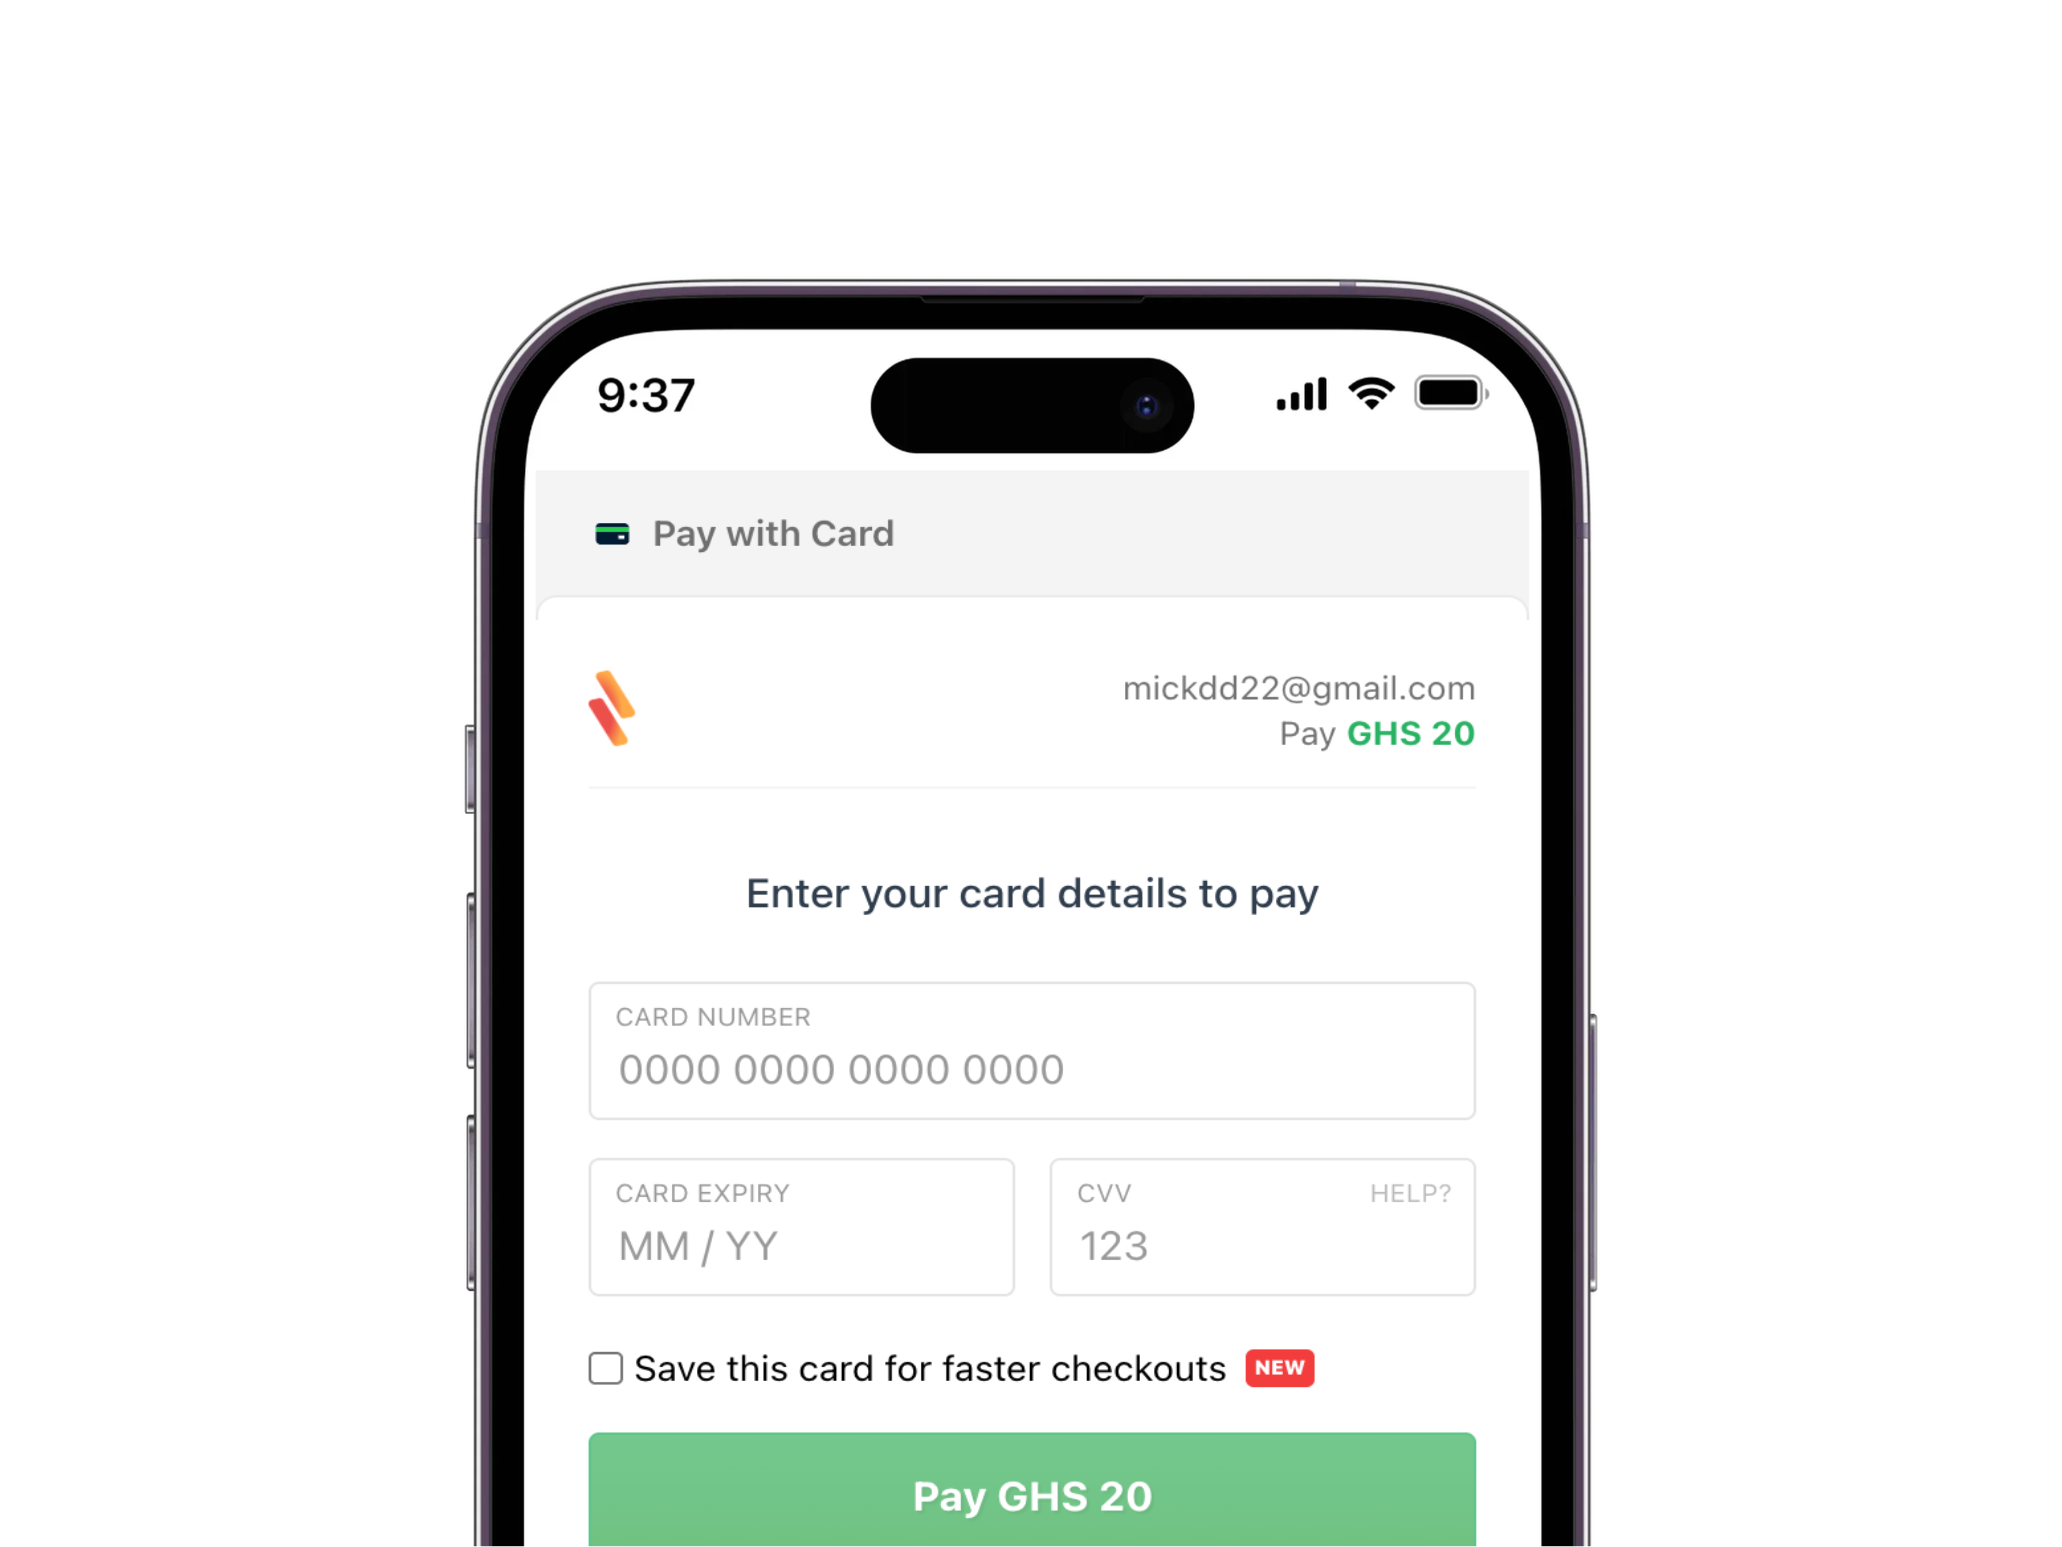 9:37
Pay with Card
mickdd22@gmail.com
Pay GHS 20
Enter your card details to pay
CARD NUMBER
0000 0000 0000 0000
CARD EXPIRY
MM / YY
CVV
HELP?
123
Save this card for faster checkouts NEW
Pay GHS 20